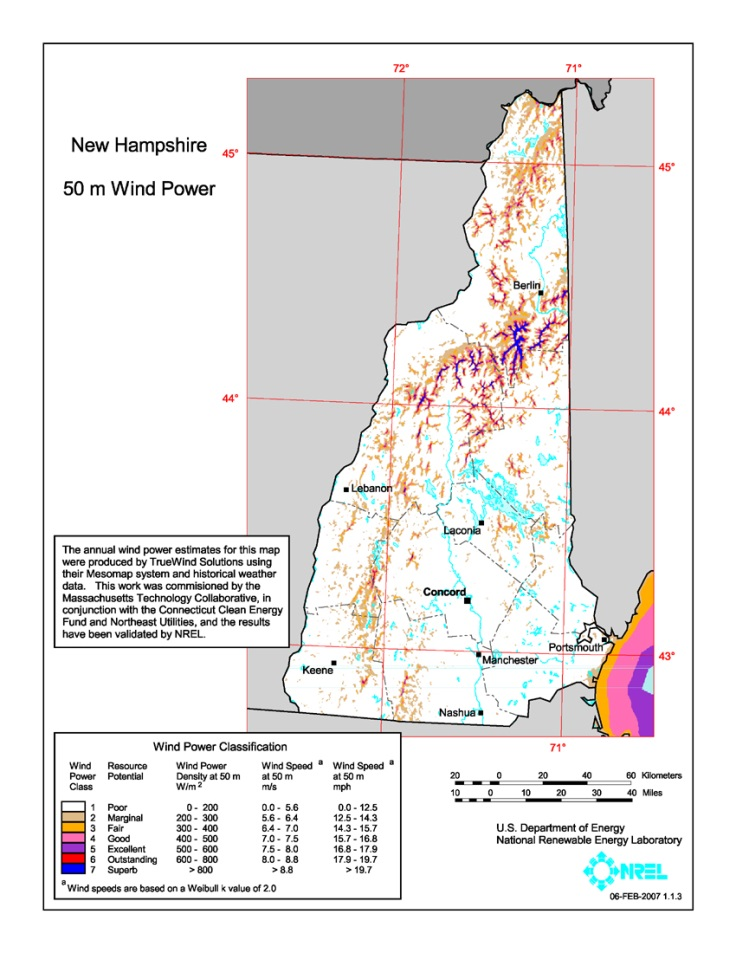 72°
71°
New Hampshire
50 m Wind Power
45°
45°
Berlin
44°
44°
Lebanon
Laconia
The annual wind power estimates for this map
were produced by TrueWind Solutions using
their Mesomap system and historical weather
data. This work was commisioned by the
Massachusetts Technology Collaborative, in
conjunction with the Connecticut Clean Energy
Fund and Northeast Utilities, and the results
have been validated by NREL.
Concord
Portsmouth
43°
Manchester
Keene
Nashua
71°
Wind Power Classification
Wind Power Class Resource Potential Wind Power Density at 50 m W/m2 Wind Speed a at 50 m m/s Wind Speed a at 50 m mph
1 Poor 0 - 200 0.0 - 5.6 0.0 - 12.5
2 Marginal 200 - 300 5.6 - 6.4 12.5 - 14.3
3 Fair 300 - 400 6.4 - 7.0 14.3 - 15.7
4 Good 400 - 500 7.0 - 7.5 15.7 - 16.8
5 Excellent 500 - 600 7.5 - 8.0 16.8 - 17.9
6 Outstanding 600 - 800 8.0 - 8.8 17.9 - 19.7
7 Superb > 800 > 8.8 > 19.7
a Wind speeds are based on a Weibull k value of 2.0
20 0 20 40 60 Kilometers
10 0 10 20 30 40 Miles
U.S. Department of Energy
National Renewable Energy Laboratory
NREL
06-FEB-2007 1.1.3